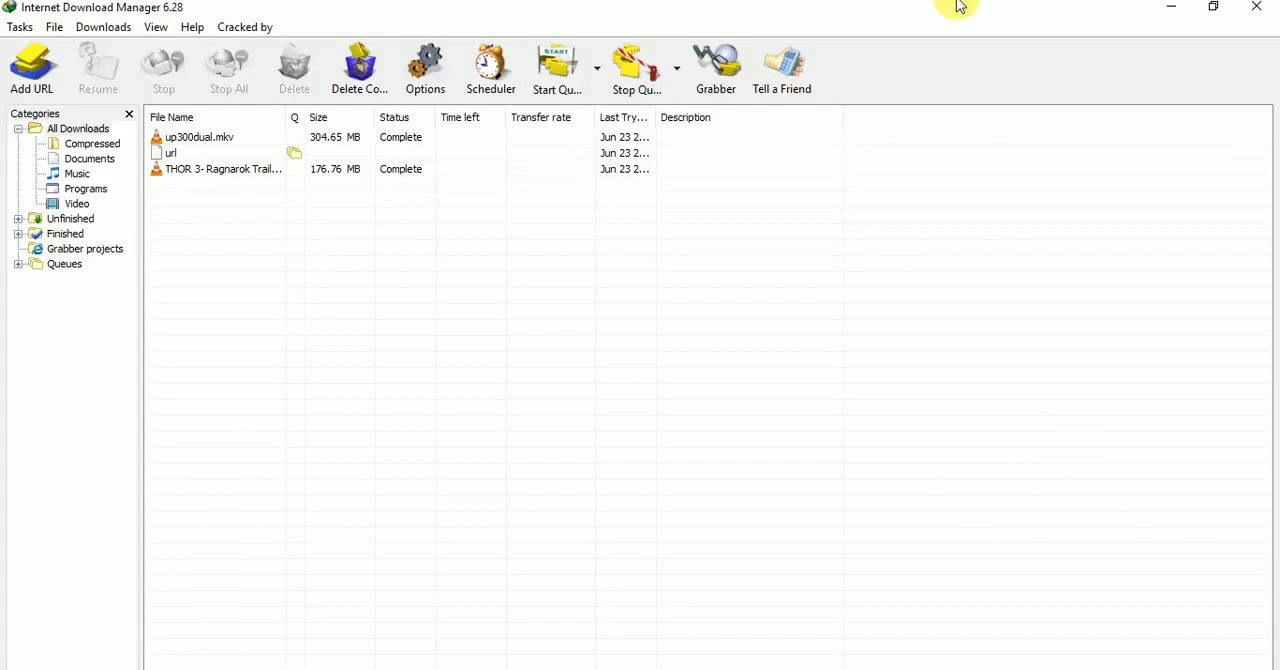 Internet Download Manager 6.28
Tasks File Downloads View Help Cracked by
Add URL Resume Stop Stop All Delete Delete Co... Options Scheduler Start Qu... Stop Qu... Grabber Tell a Friend
START
Categories
All Downloads
Compressed
Documents
Music
Programs
Video
Unfinished
Finished
Grabber projects
Queues
File Name Q Size Status Time left Transfer rate Last Try... Description
up300dual.mkv 304.65 MB Complete Jun 23 2...
url Jun 23 2...
THOR 3- Ragnarok Trail... 176.76 MB Complete Jun 23 2...